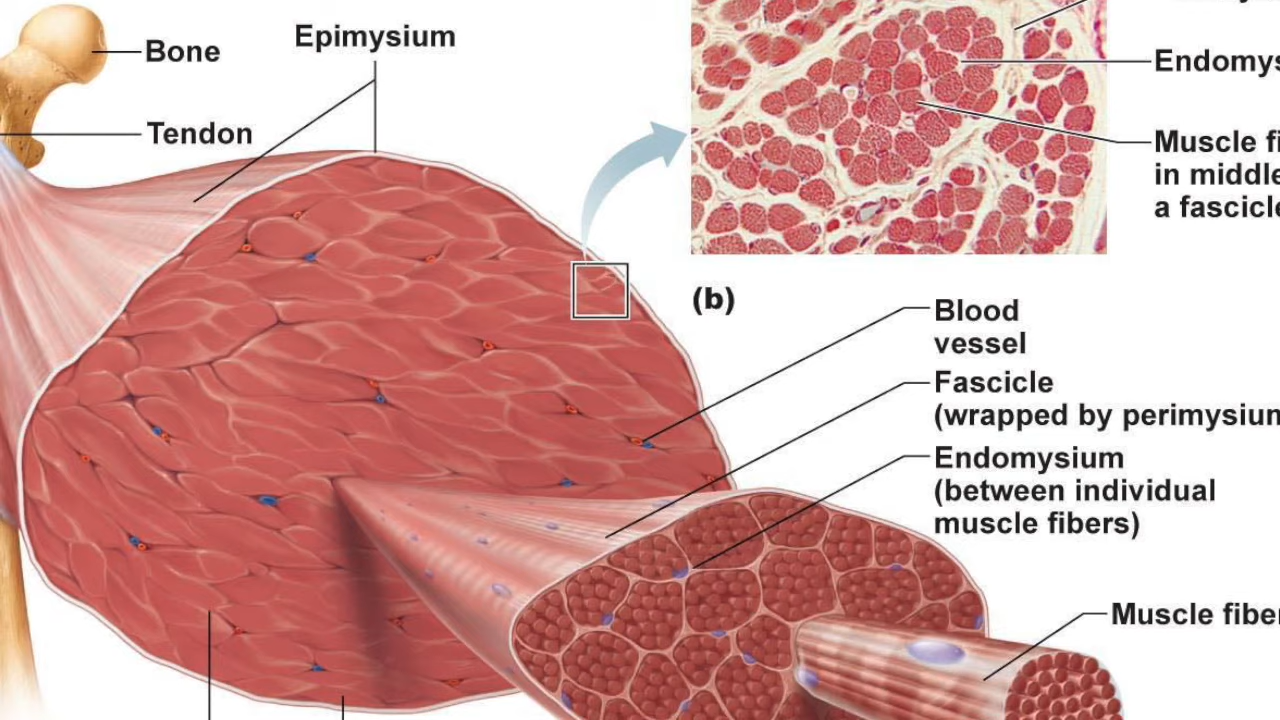 Bone
Epimysium
Tendon
Endomys
Muscle fi
in middle
a fascicle
(b)
Blood
vessel
Fascicle
(wrapped by perimysium
Endomysium
(between individual
muscle fibers)
Muscle fiber